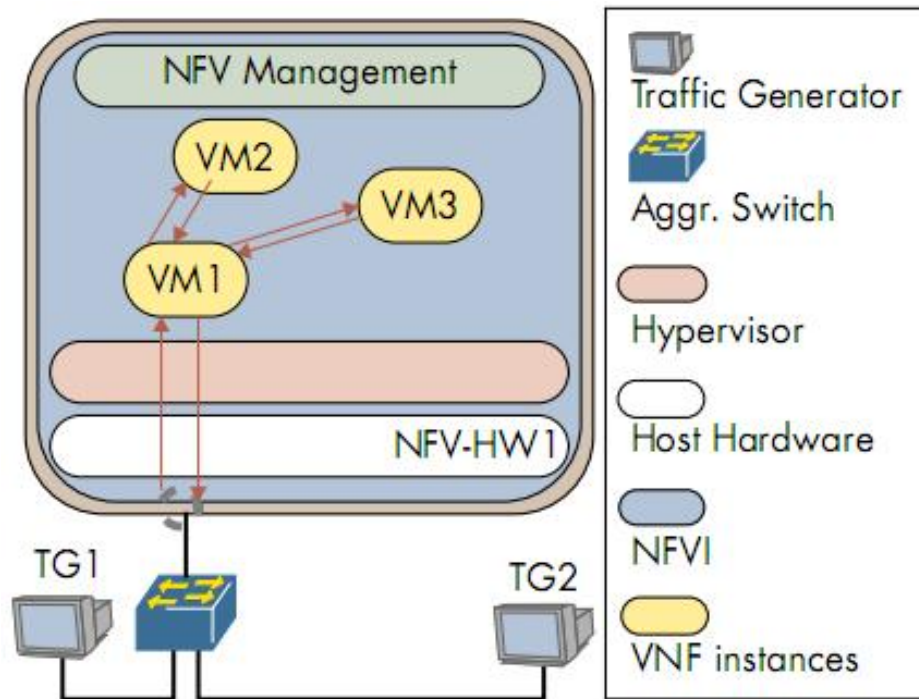 NFV Management
VM2
VM3
VM1
NFV-HW1
TG1
TG2
Traffic Generator
Aggr. Switch
Hypervisor
Host Hardware
NFVI
VNF instances